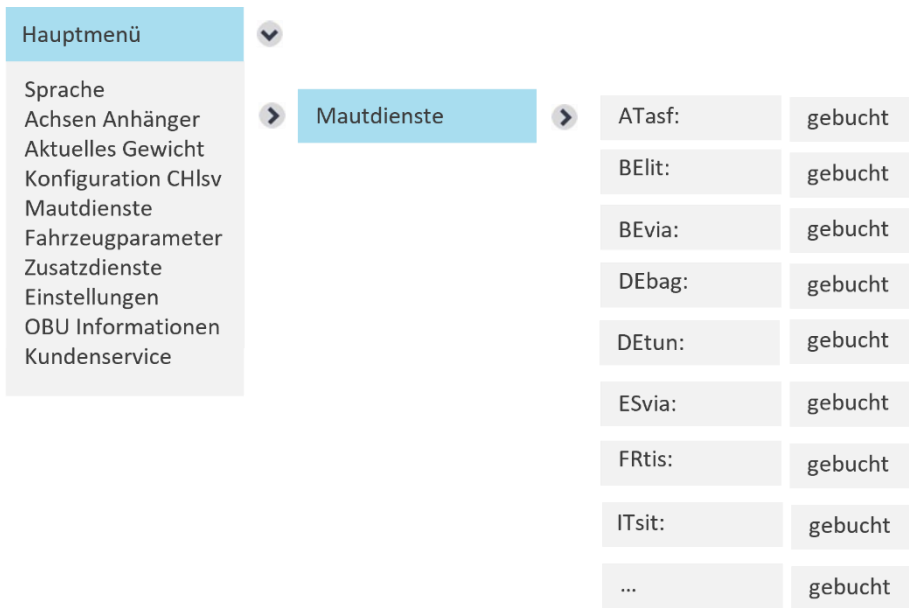 Hauptmenü
Sprache
Achsen Anhänger
Aktuelles Gewicht
Konfiguration CHlsv
Mautdienste
Fahrzeugparameter
Zusatzdienste
Einstellungen
OBU Informationen
Kundenservice
Mautdienste
ATasf: gebucht
BElit: gebucht
BEvia: gebucht
DEbag: gebucht
DEtun: gebucht
ESvia: gebucht
FRtis: gebucht
ITsit: gebucht
... gebucht